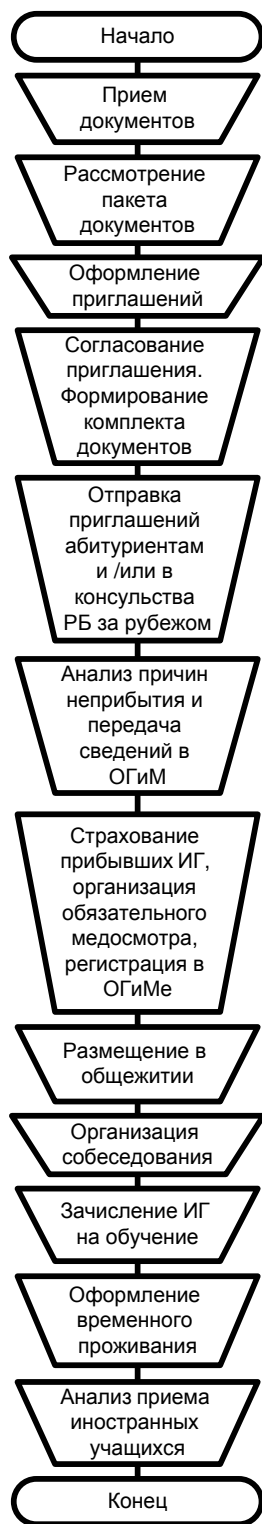 Начало
Прием
документов
Рассмотрение
пакета
документов
Оформление
приглашений
Согласование
приглашения.
Формирование
комплекта
документов
Отправка
приглашений
абитуриентам
и /или в
консульства
РБ за рубежом
Анализ причин
неприбытия и
передача
сведений в
ОГиМ
Страхование
прибывших ИГ,
организация
обязательного
медосмотра,
регистрация в
ОГиМе
Размещение в
общежитии
Организация
собеседования
Зачисление ИГ
на обучение
Оформление
временного
проживания
Анализ приема
иностранных
учащихся
Конец